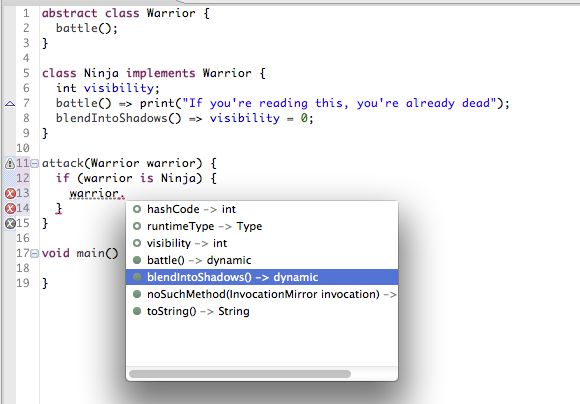 1 abstract class Warrior {
2 battle();
3 }
4
5 class Ninja implements Warrior {
6 int visibility;
7 battle() => print("If you're reading this, you're already dead");
8 blendIntoShadows() => visibility = 0;
9 }
10
11 attack(Warrior warrior) {
12 if (warrior is Ninja) {
13 warrior.
14 }
15 }
16
17 void main()
18
19 }
hashCode -> int
runtimeType -> Type
visibility -> int
battle() -> dynamic
blendIntoShadows() -> dynamic
noSuchMethod(InvocationMirror invocation) ->
toString() -> String